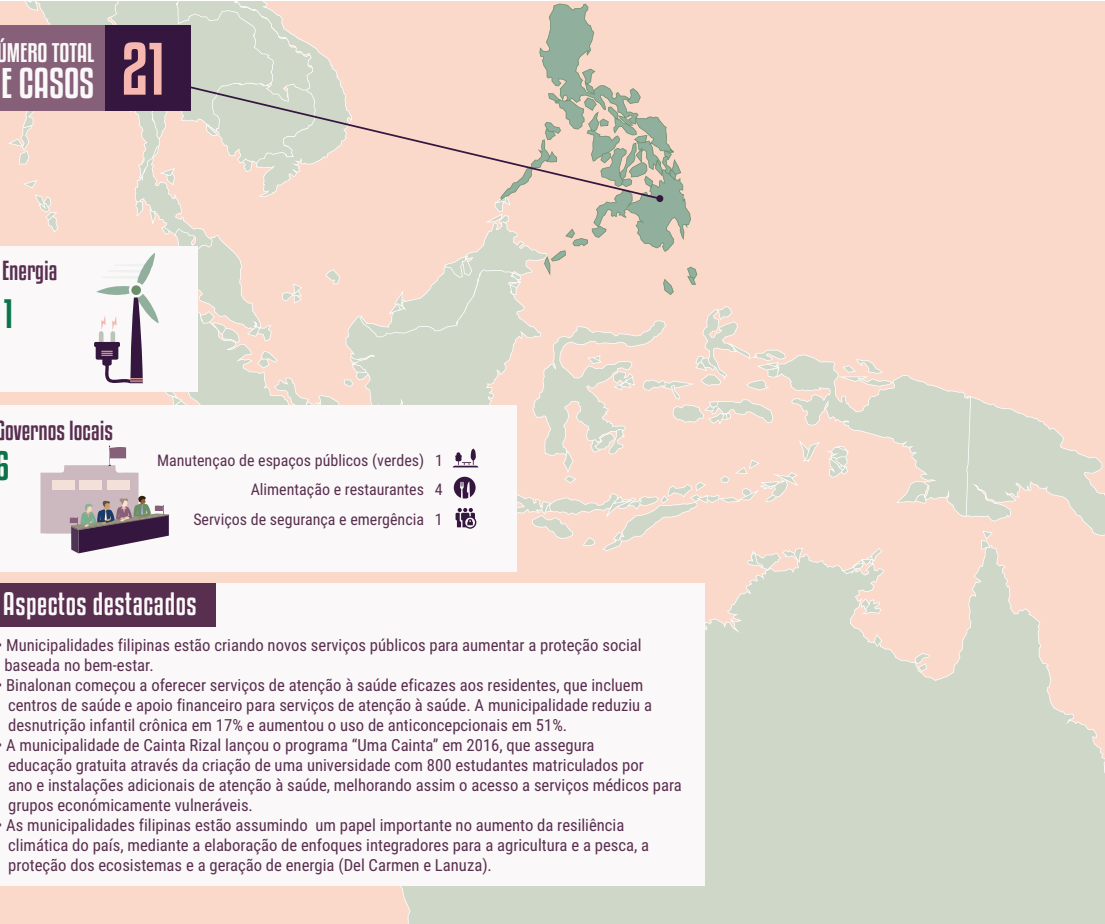 ÚMERO TOTAL
E CASOS
21
Energia
1
Governos locais
6
Manutençao de espaços públicos (verdes) 1
Alimentação e restaurantes 4
Serviços de segurança e emergência 1
Aspectos destacados
• Municipalidades filipinas estão criando novos serviços públicos para aumentar a proteção social
baseada no bem-estar.
• Binalonan começou a oferecer serviços de atenção à saúde eficazes aos residentes, que incluem
centros de saúde e apoio financeiro para serviços de atenção à saúde. A municipalidade reduziu a
desnutrição infantil crônica em 17% e aumentou o uso de anticoncepcionais em 51%.
• A municipalidade de Cainta Rizal lançou o programa “Uma Cainta” em 2016, que assegura
educação gratuita através da criação de uma universidade com 800 estudantes matriculados por
ano e instalações adicionais de atenção à saúde, melhorando assim o acesso a serviços médicos para
grupos económicamente vulneráveis.
• As municipalidades filipinas estão assumindo um papel importante no aumento da resiliência
climática do país, mediante a elaboração de enfoques integradores para a agricultura e a pesca, a
proteção dos ecosistemas e a geração de energia (Del Carmen e Lanuza).